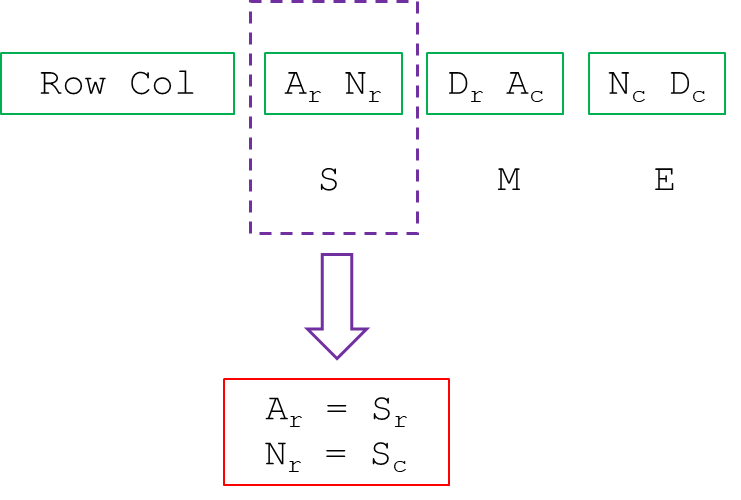 Row Col A_r N_r D_r A_c N_c D_c
S M E
A_r = S_r
N_r = S_c